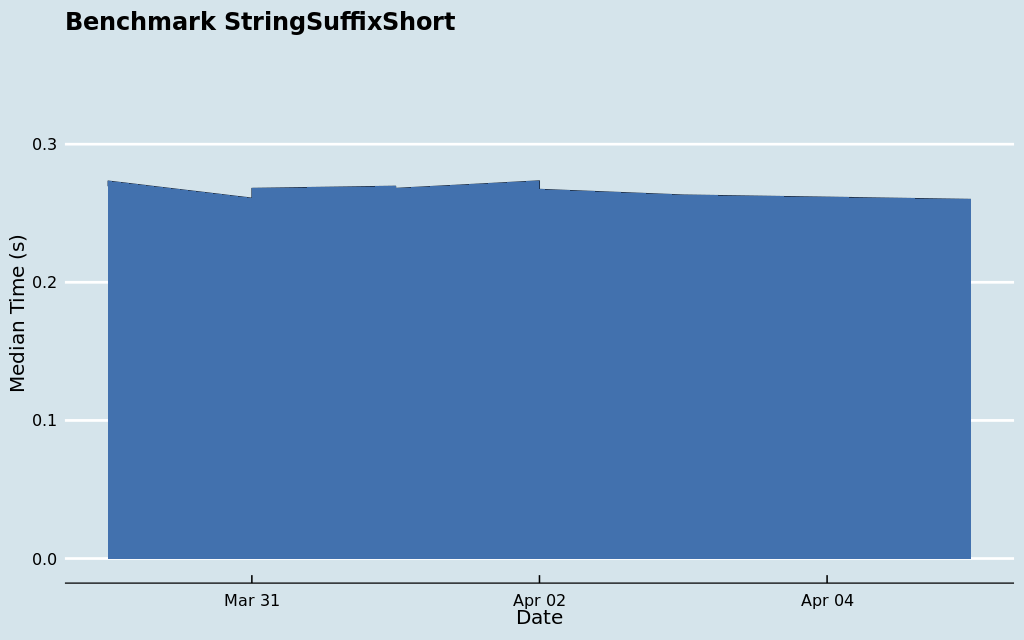 Benchmark StringSuffixShort
0.3
0.2
0.1
0.0
Median Time (s)
Mar 31
Apr 02
Apr 04
Date